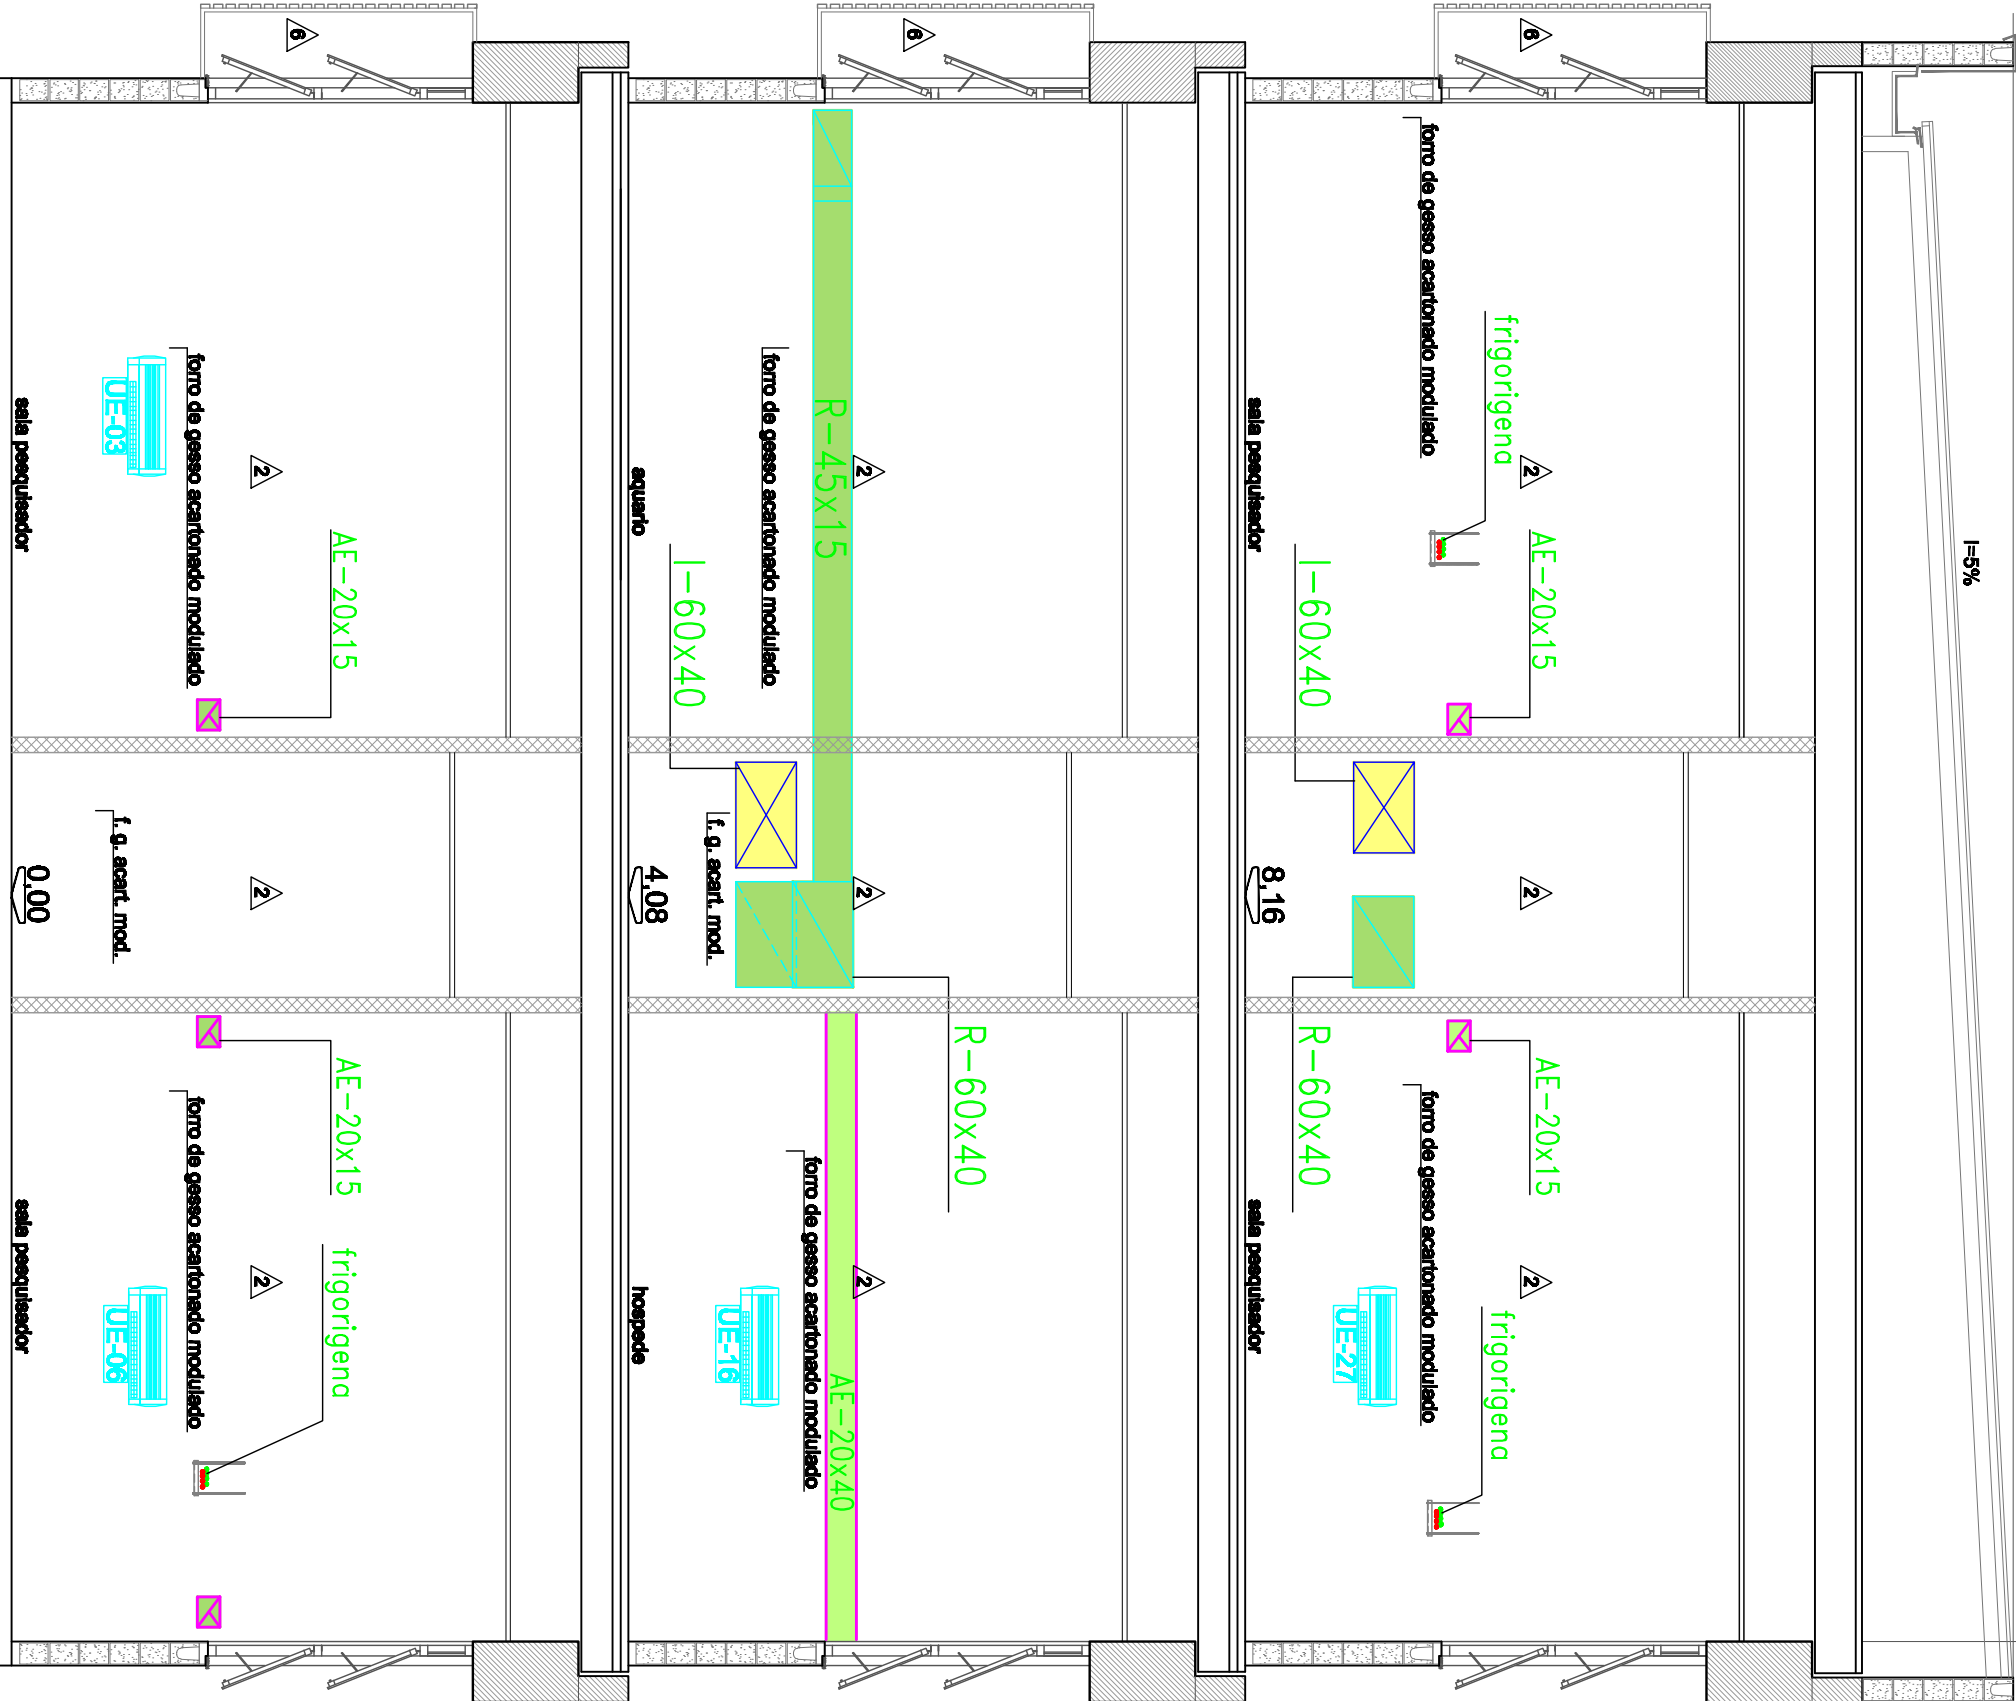 I=5%
6
AE-20x15
AE-20x15
2
2
2
frigorigena
frigorigena
forro de gesso acartonado modulado
forro de gesso acartonado modulado
UE-27
I-60x40
R-60x40
8,16
sala pesquisador
sala pesquisador
R-60x40
6
2
2
2
R-45x15
AE-20x40
forro de gesso acartonado modulado
forro de gesso acartonado modulado
UE-16
f. g. acart. mod.
I-60x40
4,08
aquario
hospede
AE-20x15
AE-20x15
frigorigena
6
2
2
2
forro de gesso acartonado modulado
forro de gesso acartonado modulado
UE-03
f. g. acart. mod.
UE-06
0,00
sala pesquisador
sala pesquisador